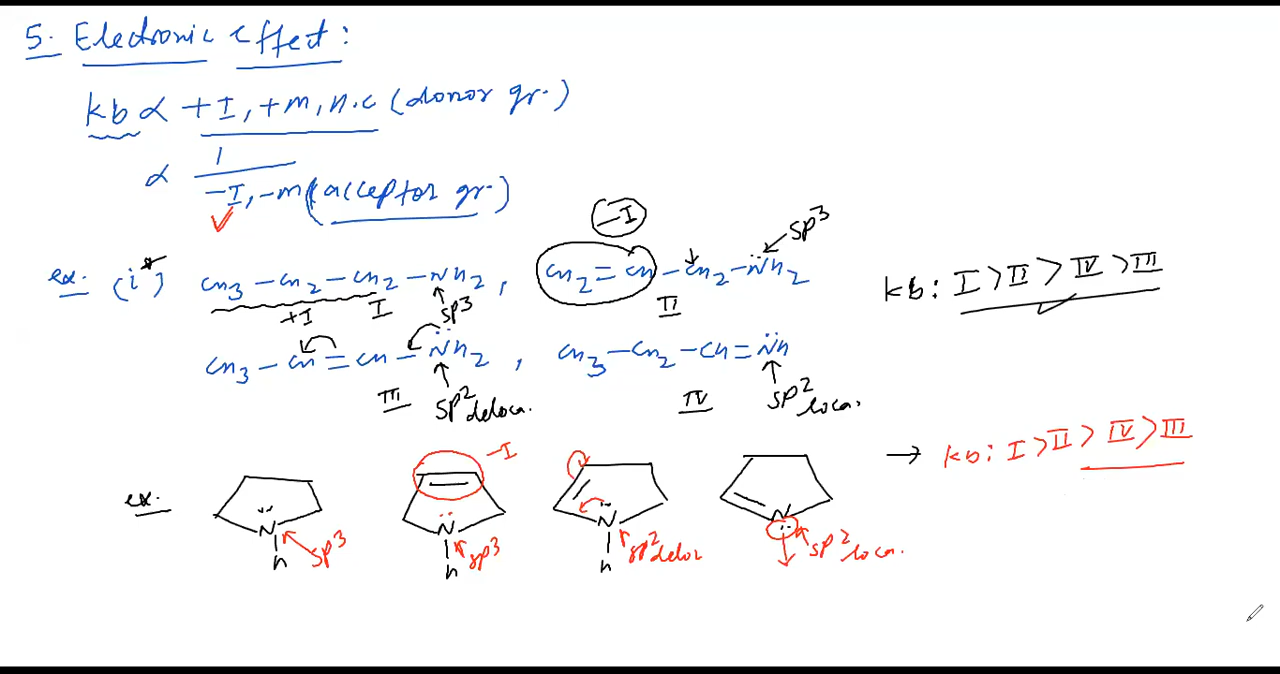 5. Electronic effect:
kb ∝ +I, +m, n.c (donor gr.)
∝ 1 / -I, -m (acceptor gr.)
-I
sp³
ex. (i) CH₃-CH₂-CH₂-NH₂, CH₂=CH-CH₂-NH₂
+I I sp³ II
kb: I > II > IV > III
CH₃-CH=CH-NH₂, CH₃-CH₂-CH=NH
III sp² deloca. IV sp² loca.
→ kb: I > II > IV > III
-I
ex. N N N N
H sp³ H sp³ H sp² delor sp² loca.